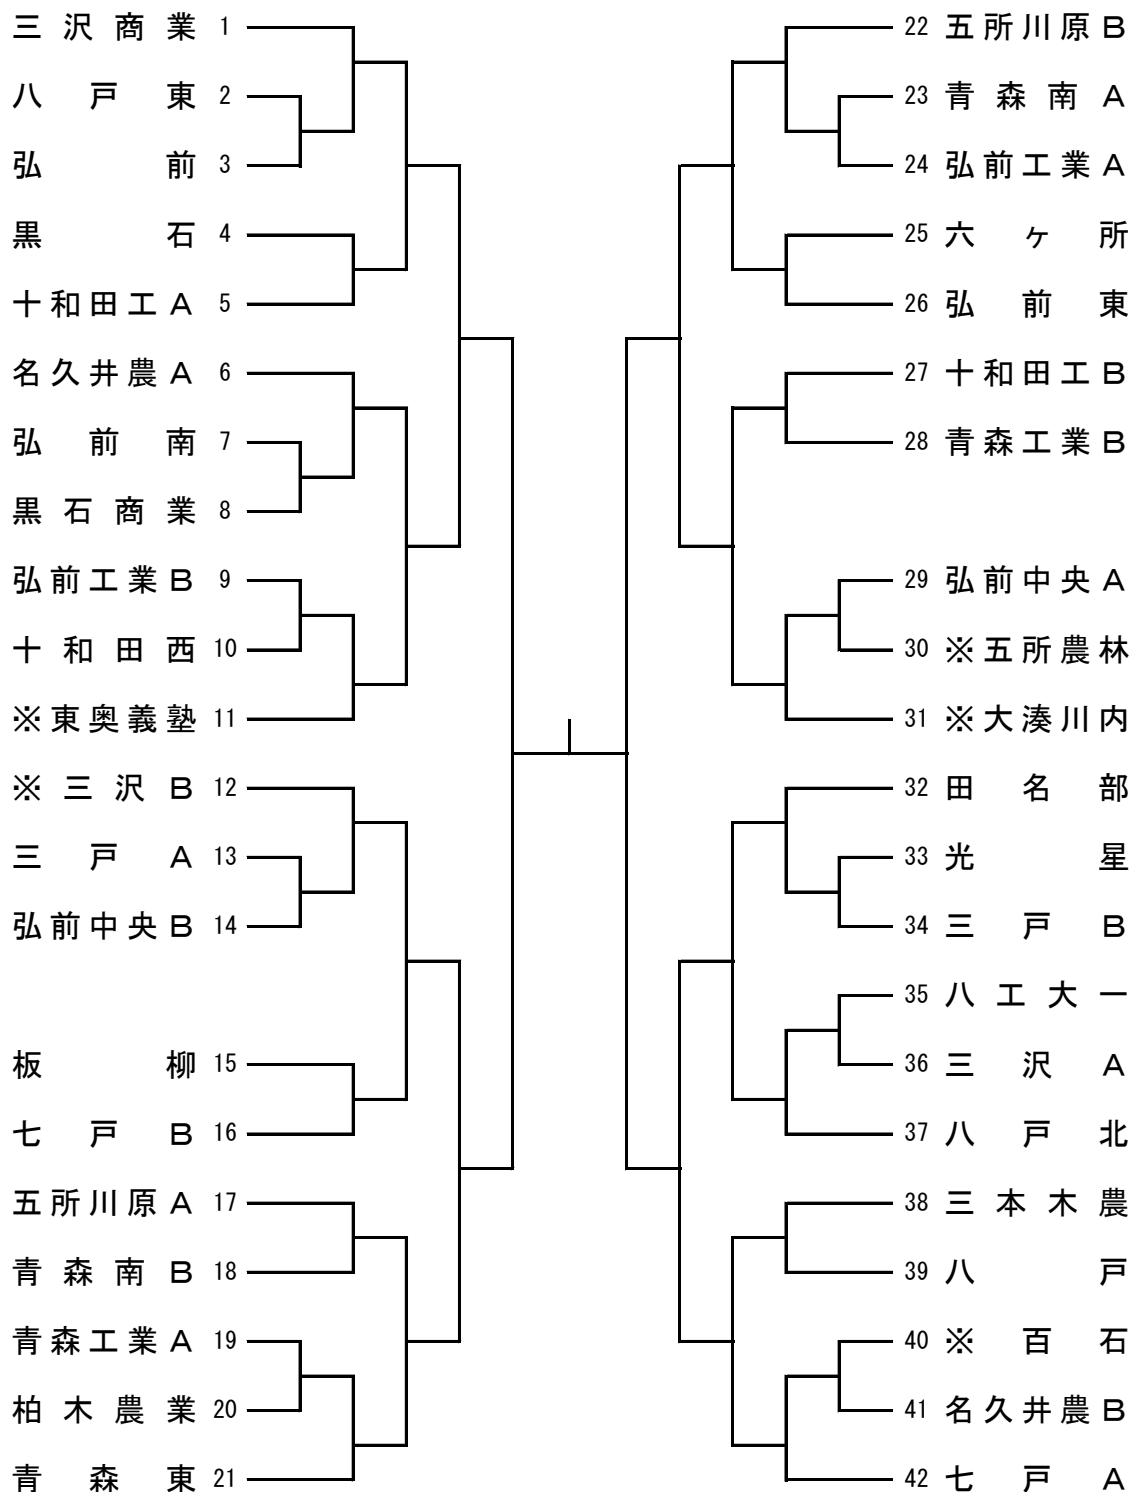 三沢商業 1
八戸東 2
弘前 3
黒石 4
十和田工A 5
名久井農A 6
弘前南 7
黒石商業 8
弘前工業B 9
十和田西 10
※東奥義塾 11
※三沢B 12
三戸A 13
弘前中央B 14
板柳 15
七戸B 16
五所川原A 17
青森南B 18
青森工業A 19
柏木農業 20
青森東 21
22 五所川原B
23 青森南A
24 弘前工業A
25 六ヶ所
26 弘前東
27 十和田工B
28 青森工業B
29 弘前中央A
30 ※五所農林
31 ※大湊川内
32 田名部
33 光星
34 三戸B
35 八工大一
36 三沢A
37 八戸北
38 三本木農
39 八戸
40 ※百石
41 名久井農B
42 七戸A